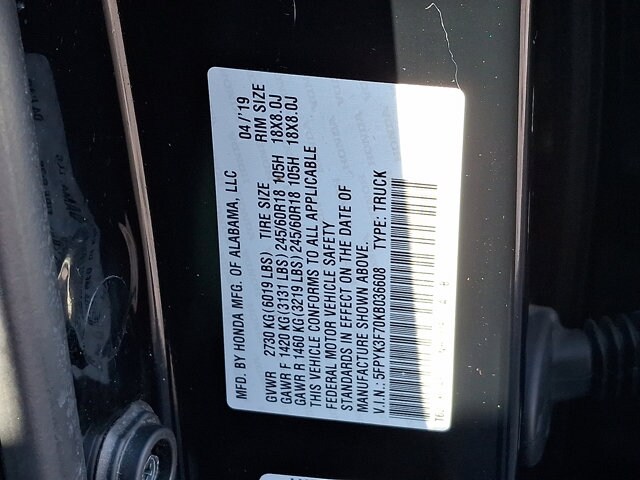 MFD. BY HONDA MFG. OF ALABAMA, LLC 04/'19
GVWR 2730 KG(6019 LBS) TIRE SIZE RIM SIZE
GAWR F 1420 KG(3131 LBS)245/60R18 105H 18X8.0J
GAWR R 1460 KG(3219 LBS)245/60R18 105H 18X8.0J
THIS VEHICLE CONFORMS TO ALL APPLICABLE
FEDERAL MOTOR VEHICLE SAFETY
STANDARDS IN EFFECT ON THE DATE OF
MANUFACTURE SHOWN ABOVE.
V.I.N.: 5FPYK3F70KB036608 TYPE: TRUCK